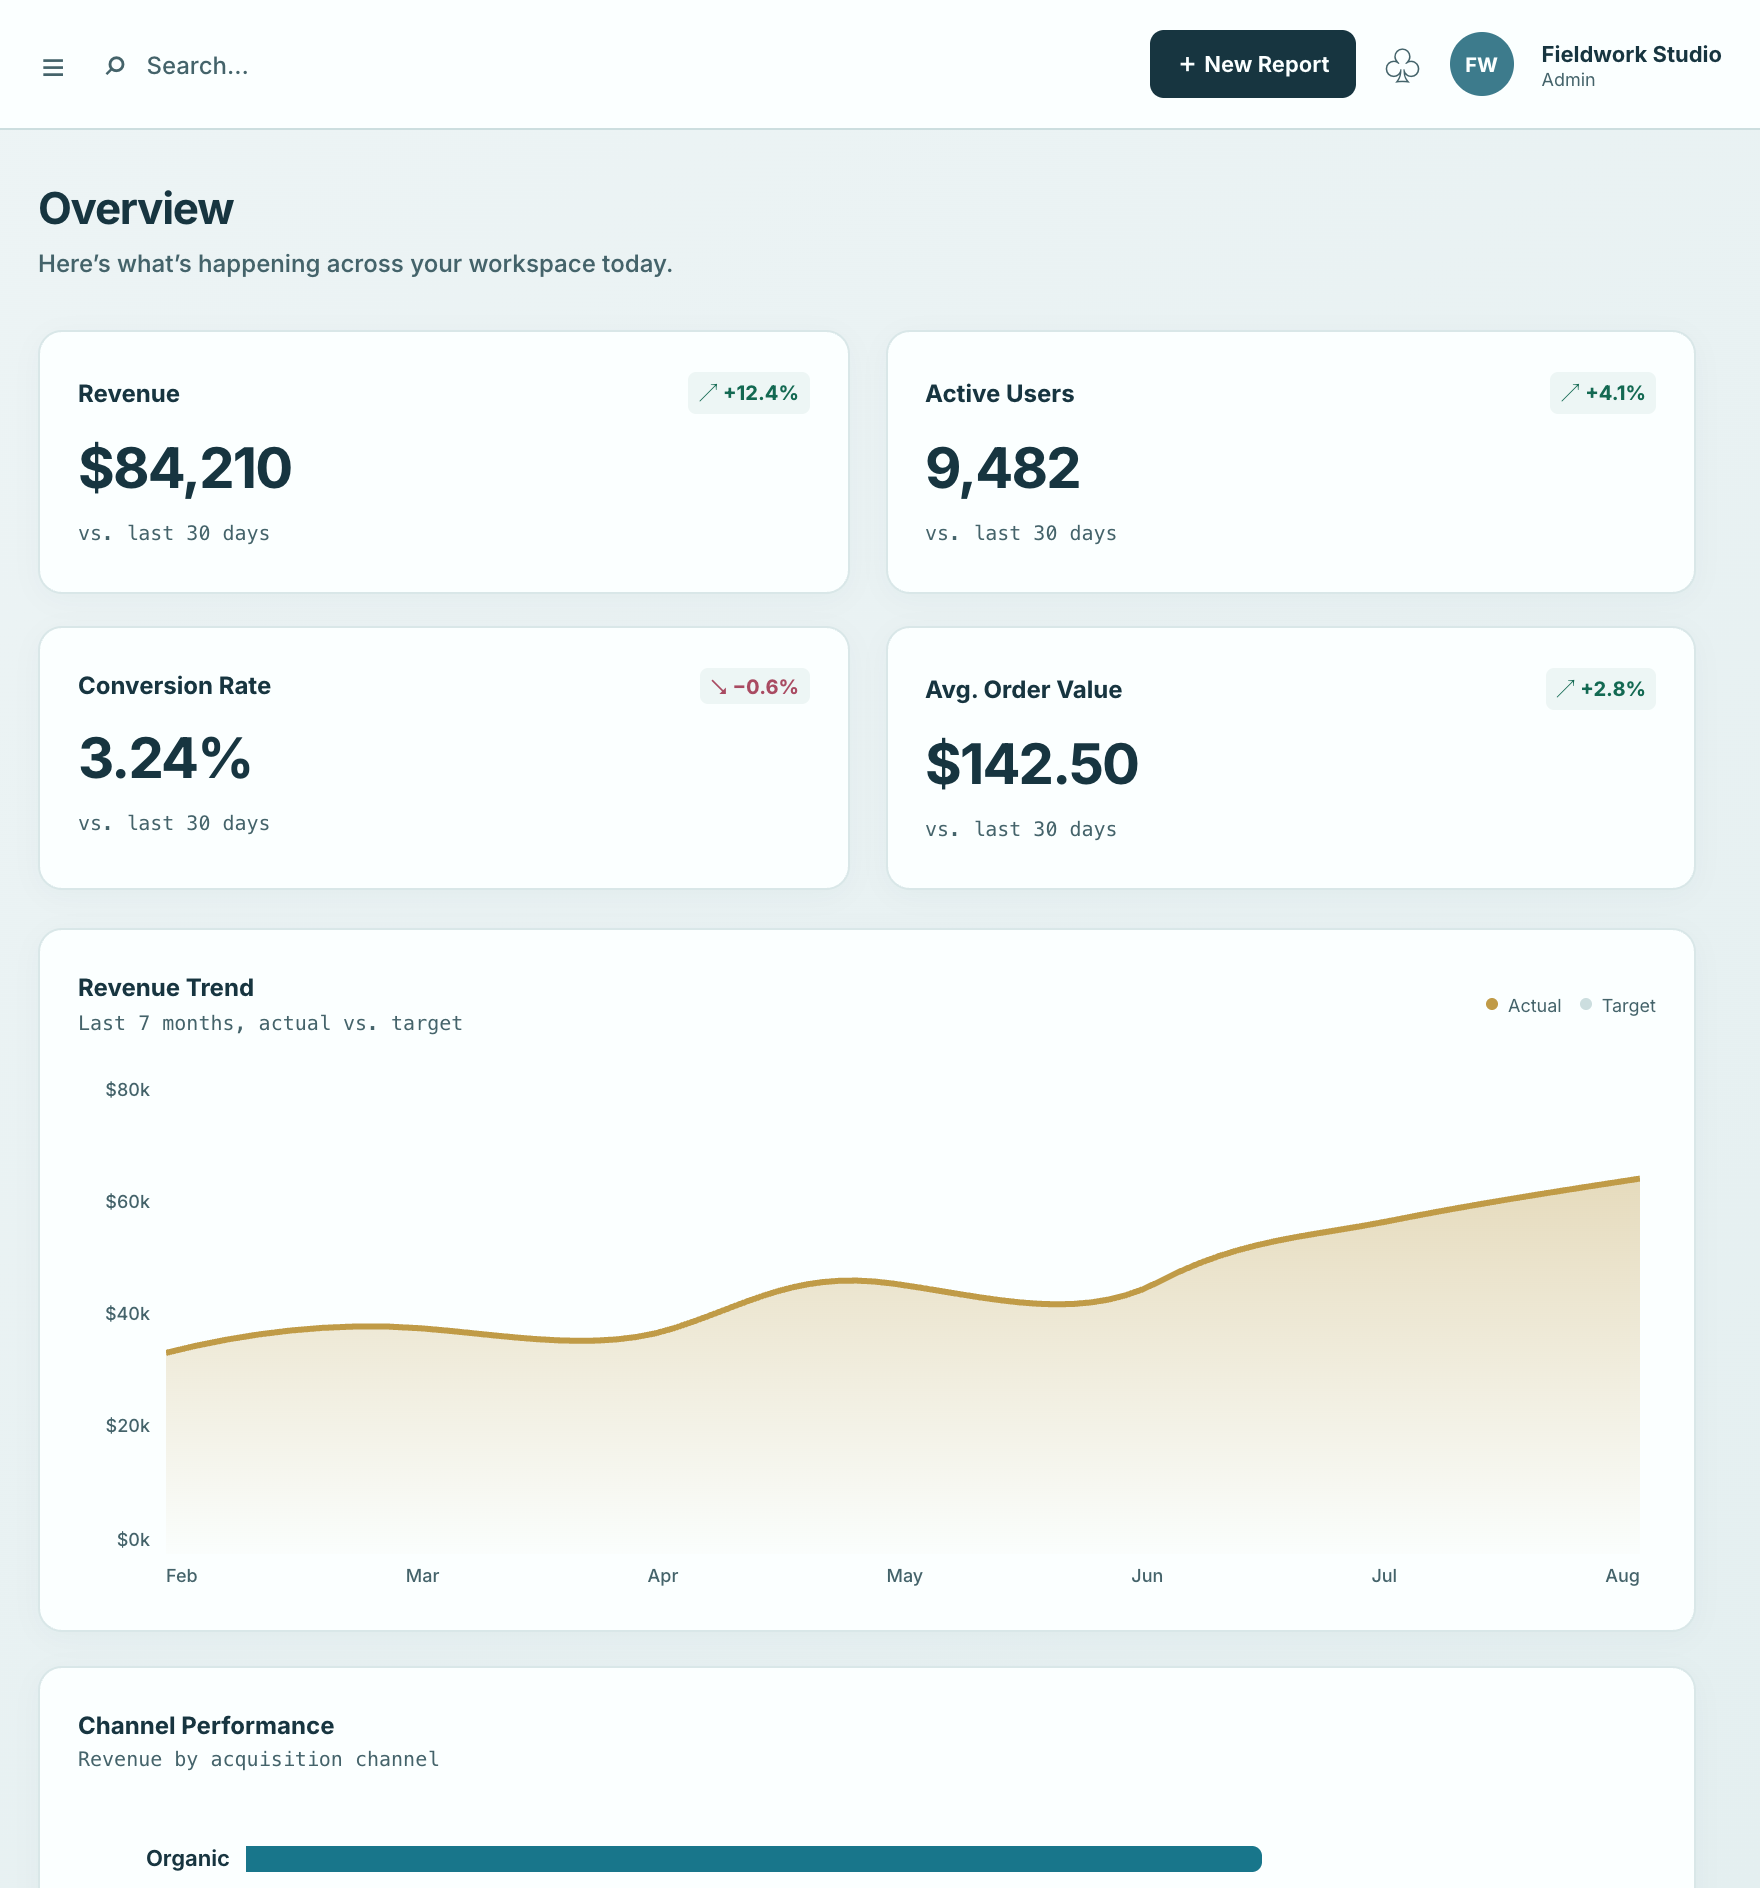 Search...
+ New Report
FW
Fieldwork Studio
Admin
Overview
Here’s what’s happening across your workspace today.
Revenue
+12.4%
$84,210
vs. last 30 days
Active Users
+4.1%
9,482
vs. last 30 days
Conversion Rate
−0.6%
3.24%
vs. last 30 days
Avg. Order Value
+2.8%
$142.50
vs. last 30 days
Revenue Trend
Last 7 months, actual vs. target
Actual
Target
$80k
$60k
$40k
$20k
$0k
Feb Mar Apr May Jun Jul Aug
Channel Performance
Revenue by acquisition channel
Organic